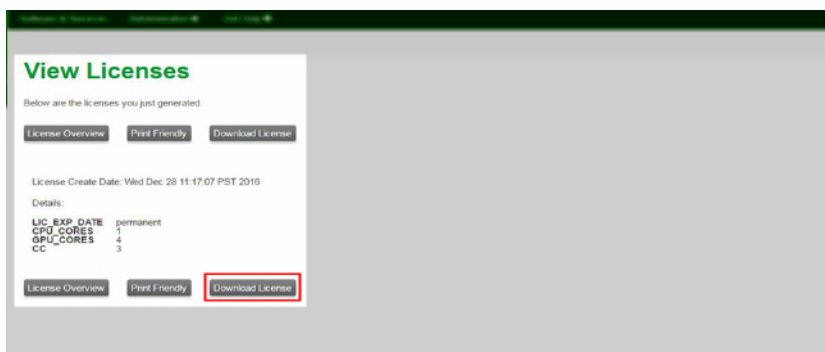 View Licenses
Below are the licenses you just generated.
License Overview Print Friendly Download License
License Create Date: Wed Dec 28 11:17:07 PST 2016
Details:
LIC_EXP_DATE permanent
CPU_CORES 1
GPU_CORES 4
CC 3
License Overview Print Friendly Download License